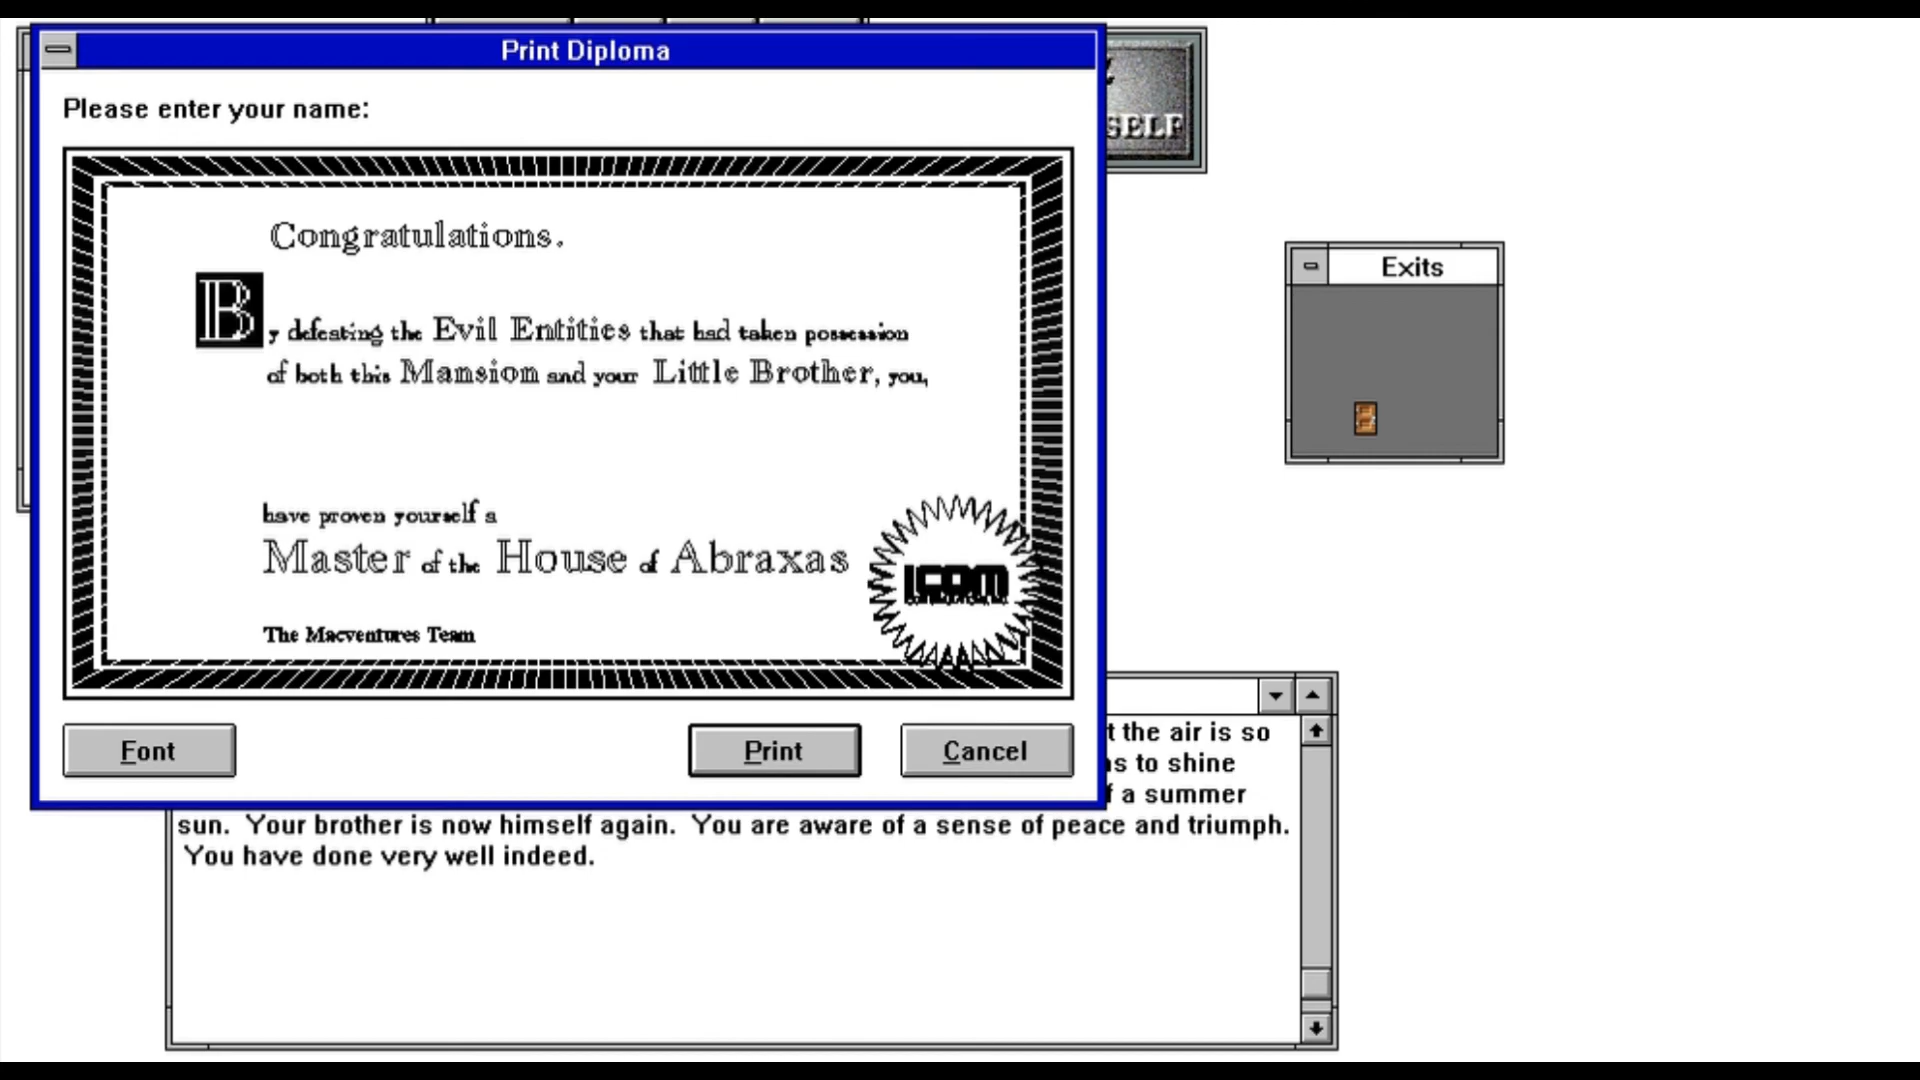 Print Diploma
Please enter your name:
Congratulations.
By defeating the Evil Entities that had taken possession
of both this Mansion and your Little Brother, you,
have proven yourself a
Master of the House of Abraxas
ICOM
The Macventures Team
Font
Print
Cancel
SELF
Exits
t the air is so
s to shine
f a summer
sun. Your brother is now himself again. You are aware of a sense of peace and triumph.
You have done very well indeed.